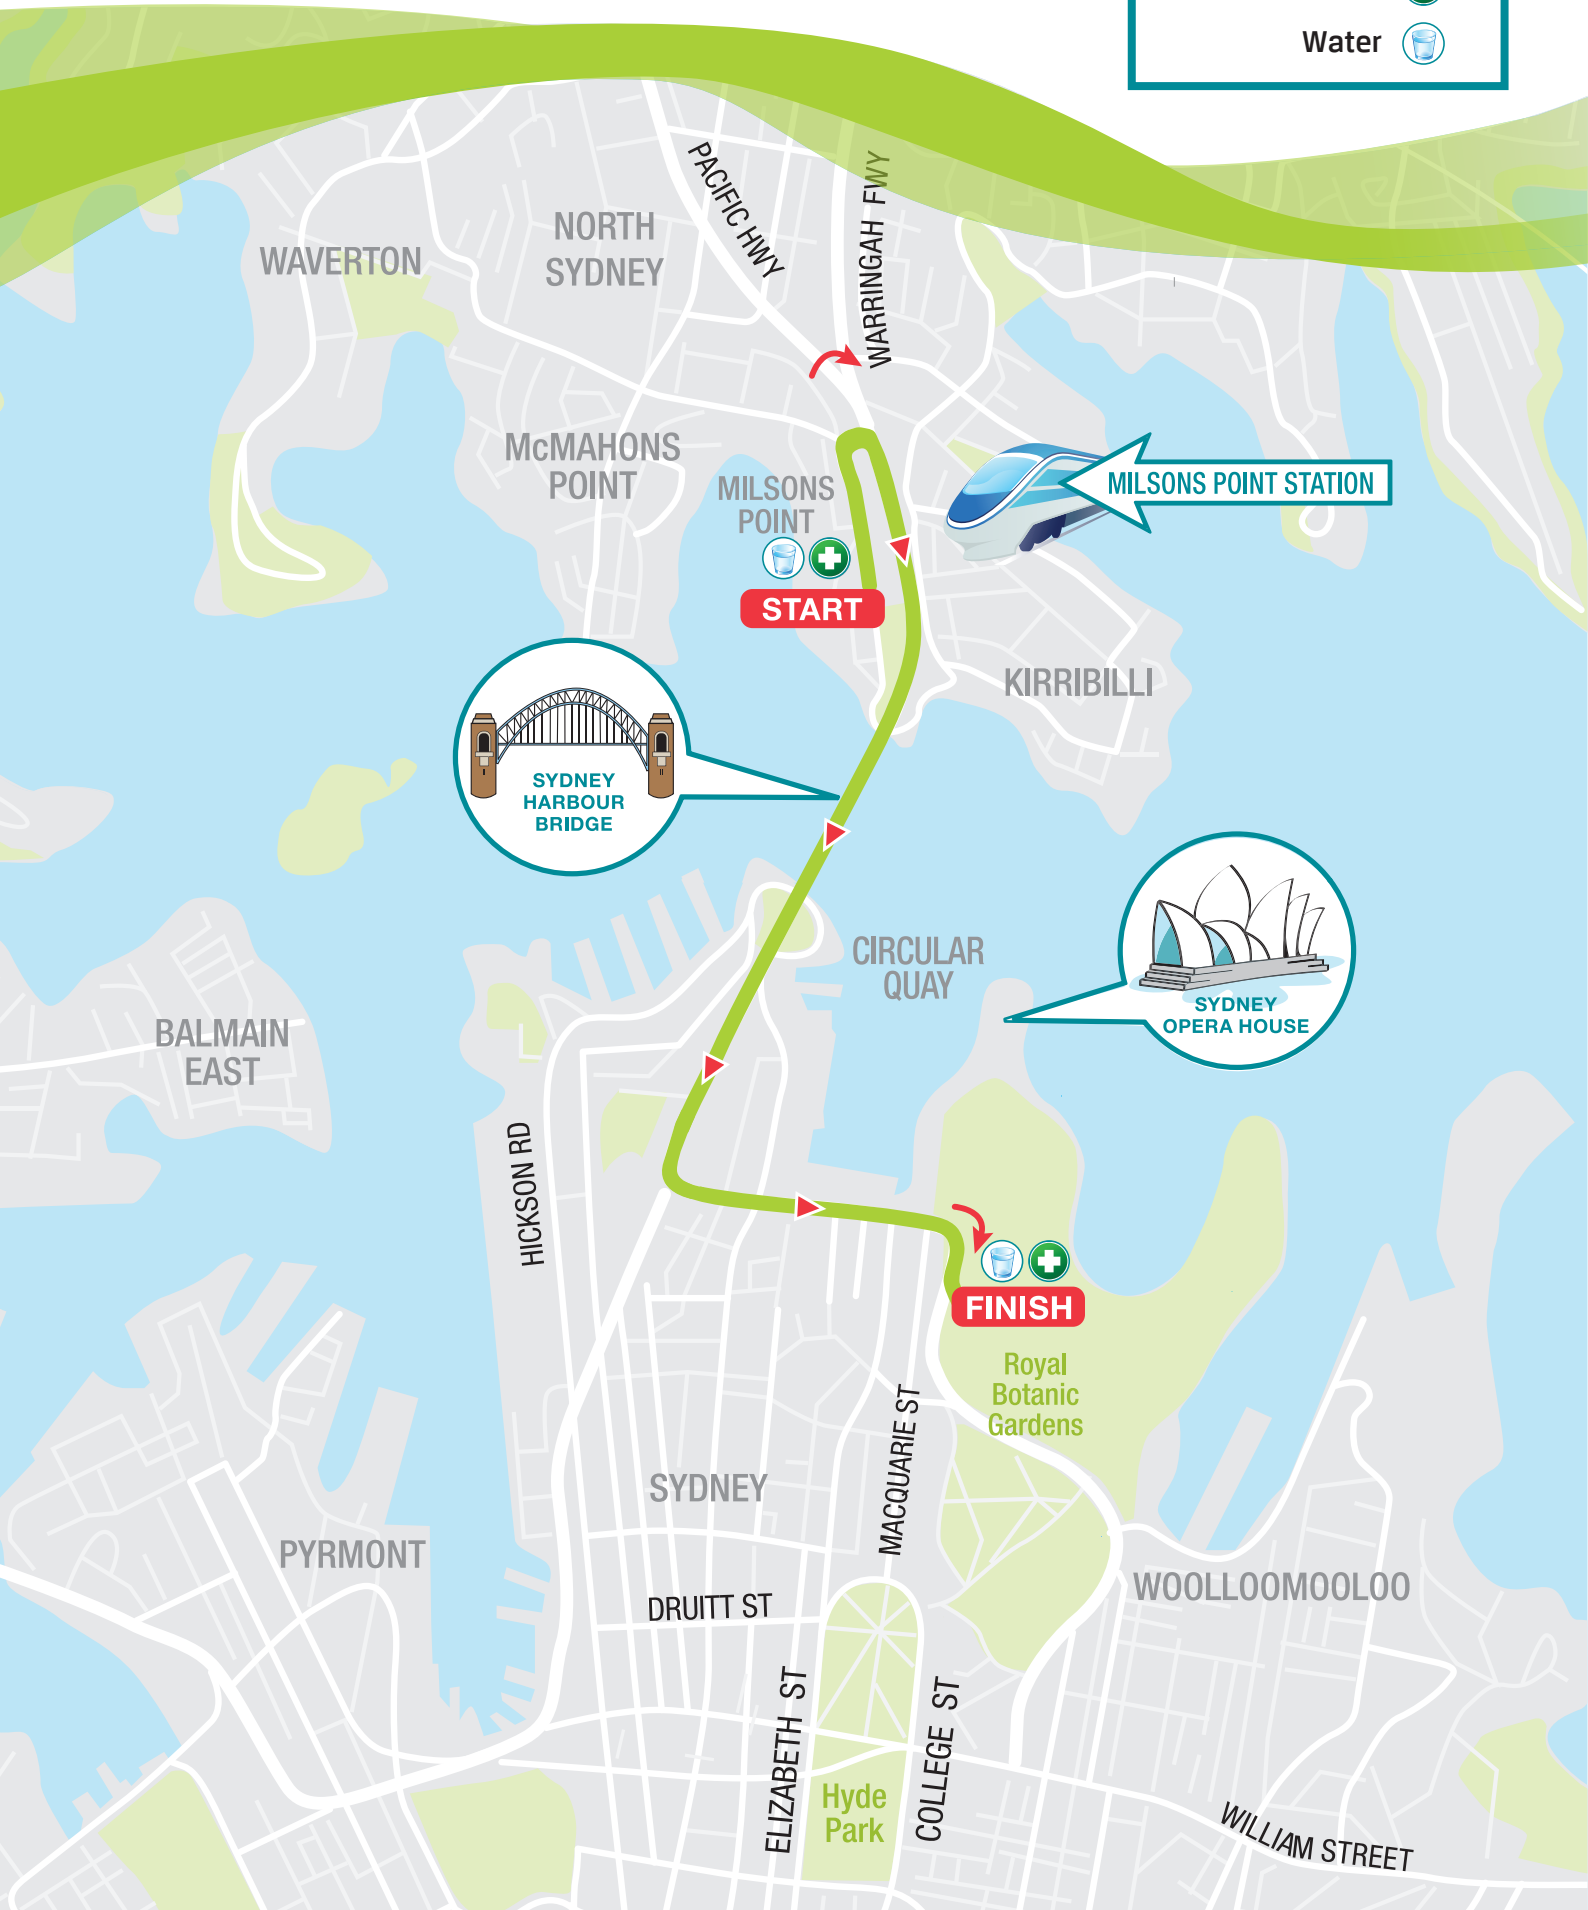 Water
PACIFIC HWY
WARRINGAH FWY
NORTH
SYDNEY
WAVERTON
McMAHONS
POINT
MILSONS
POINT
MILSONS POINT STATION
START
KIRRIBILLI
SYDNEY
HARBOUR
BRIDGE
CIRCULAR
QUAY
SYDNEY
OPERA HOUSE
BALMAIN
EAST
HICKSON RD
FINISH
Royal
Botanic
Gardens
MACQUARIE ST
SYDNEY
PYRMONT
WOOLLOOMOOLOO
DRUITT ST
ELIZABETH ST
COLLEGE ST
Hyde
Park
WILLIAM STREET